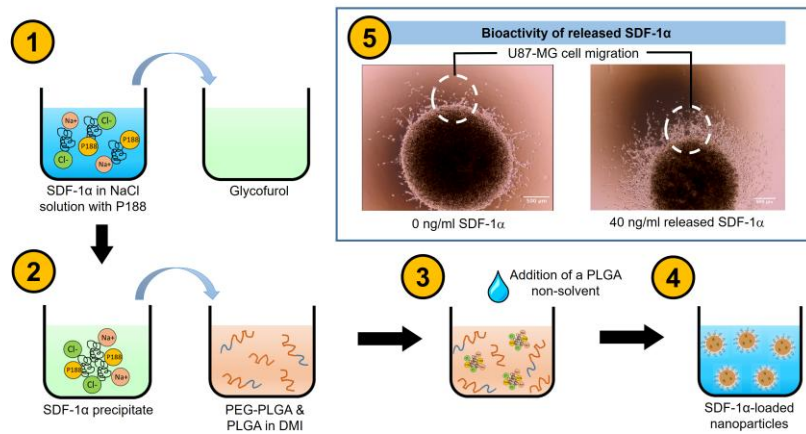 1
Na+
Cl-
P188
P188
Cl-
Na+
SDF-1α in NaCl
solution with P188
Glycofurol
5
Bioactivity of released SDF-1α
U87-MG cell migration
0 ng/ml SDF-1α
40 ng/ml released SDF-1α
2
Cl-
Na+
P188
P188
Cl-
Na+
SDF-1α precipitate
PEG-PLGA &
PLGA in DMI
3
Addition of a PLGA
non-solvent
4
SDF-1α-loaded
nanoparticles